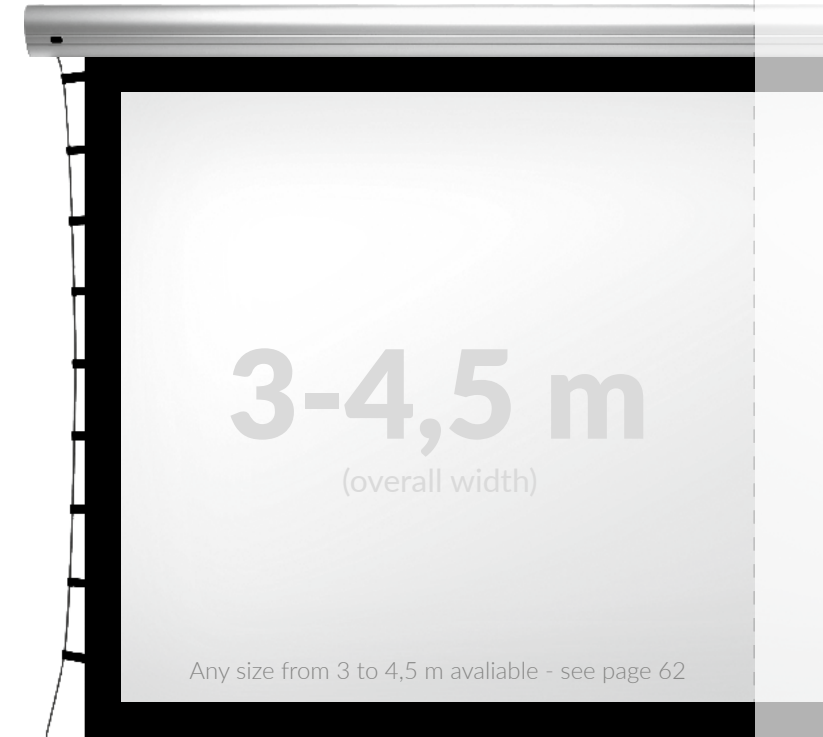 3-4,5 m
(overall width)
Any size from 3 to 4,5 m avaliable - see page 62